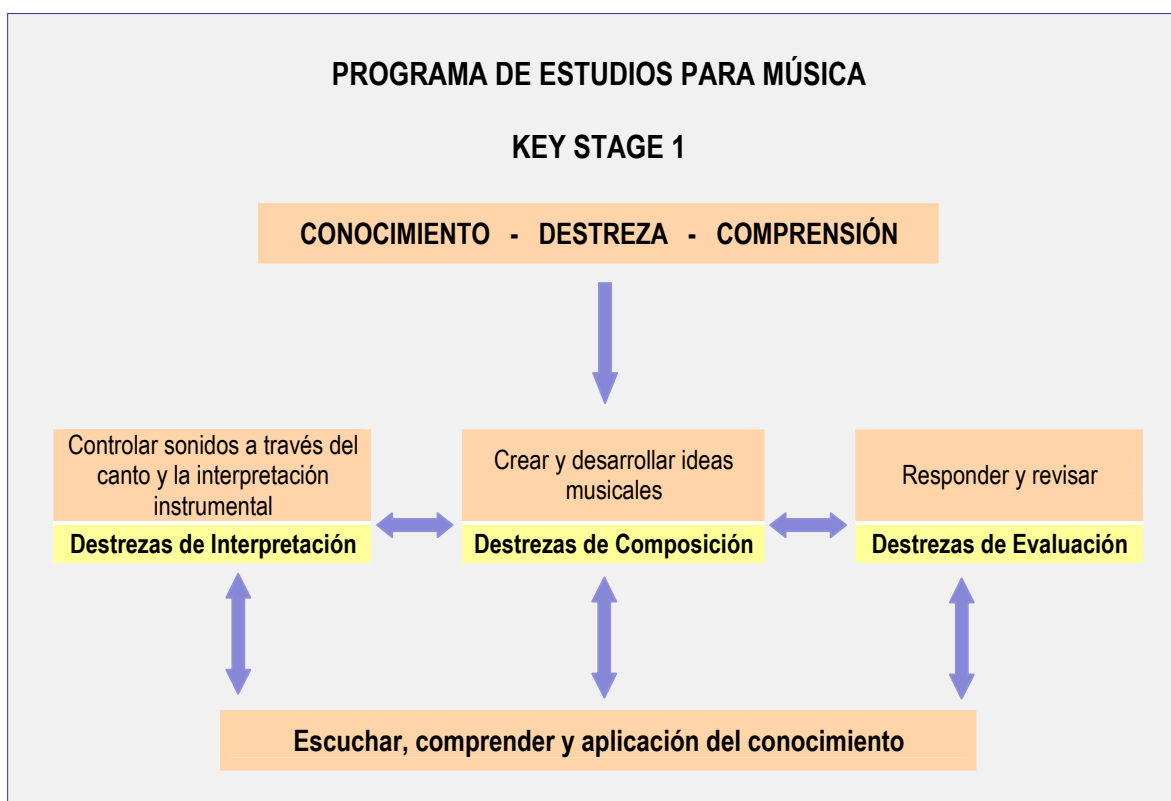 PROGRAMA DE ESTUDIOS PARA MÚSICA
KEY STAGE 1
CONOCIMIENTO - DESTREZA - COMPRENSIÓN
Controlar sonidos a través del
canto y la interpretación
instrumental
Destrezas de Interpretación
Crear y desarrollar ideas
musicales
Destrezas de Composición
Responder y revisar
Destrezas de Evaluación
Escuchar, comprender y aplicación del conocimiento